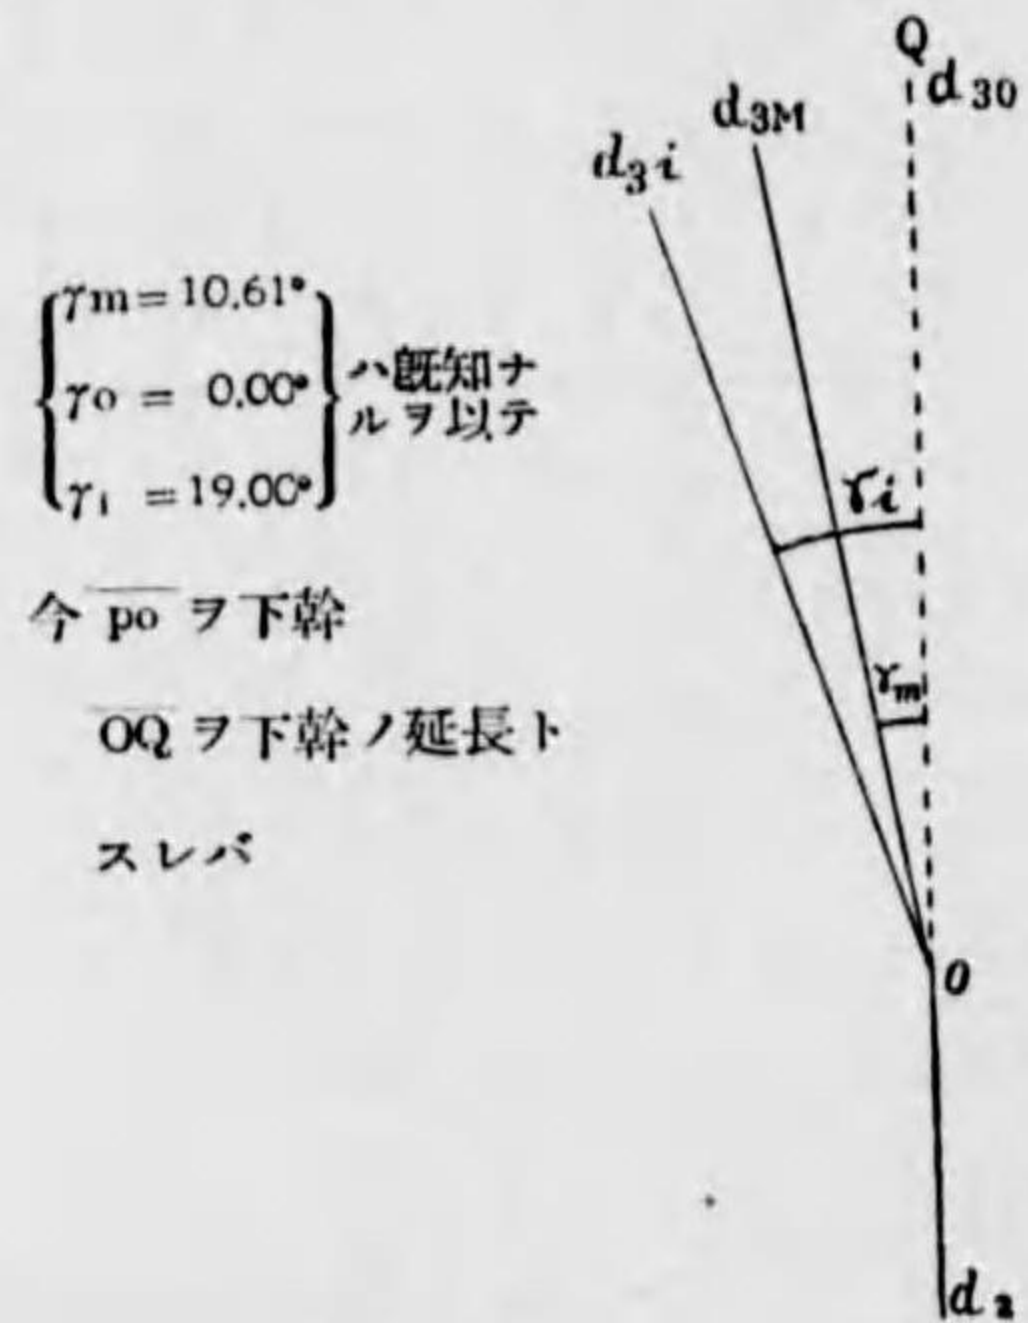 γm = 10.61°
γo = 0.00°
γi = 19.00°
ハ既知ナ
ルヲ以テ
今 po ヲ下幹
OQ ヲ下幹ノ延長ト
スレバ
Q
d30
d3M
d3i
γi
γm
O
d2